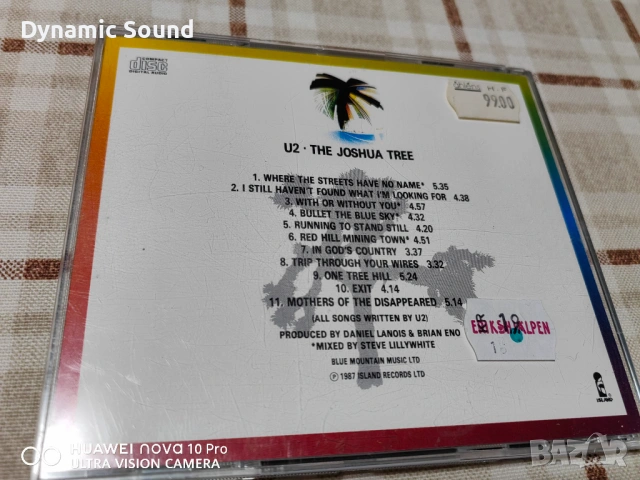 Dynamic Sound
COMPACT
disc
DIGITAL AUDIO
99.00
U2 · THE JOSHUA TREE
1. WHERE THE STREETS HAVE NO NAME* 5.35
2. I STILL HAVEN'T FOUND WHAT I'M LOOKING FOR 4.38
3. WITH OR WITHOUT YOU* 4.57
4. BULLET THE BLUE SKY* 4.32
5. RUNNING TO STAND STILL 4.20
6. RED HILL MINING TOWN* 4.51
7. IN GOD'S COUNTRY 3.37
8. TRIP THROUGH YOUR WIRES 3.32
9. ONE TREE HILL 5.24
10. EXIT 4.14
11. MOTHERS OF THE DISAPPEARED 5.14
(ALL SONGS WRITTEN BY U2)
PRODUCED BY DANIEL LANOIS & BRIAN ENO
*MIXED BY STEVE LILLYWHITE
BLUE MOUNTAIN MUSIC LTD
℗ 1987 ISLAND RECORDS LTD
ISLAND
HUAWEI nova 10 Pro
ULTRA VISION CAMERA
BAZAR